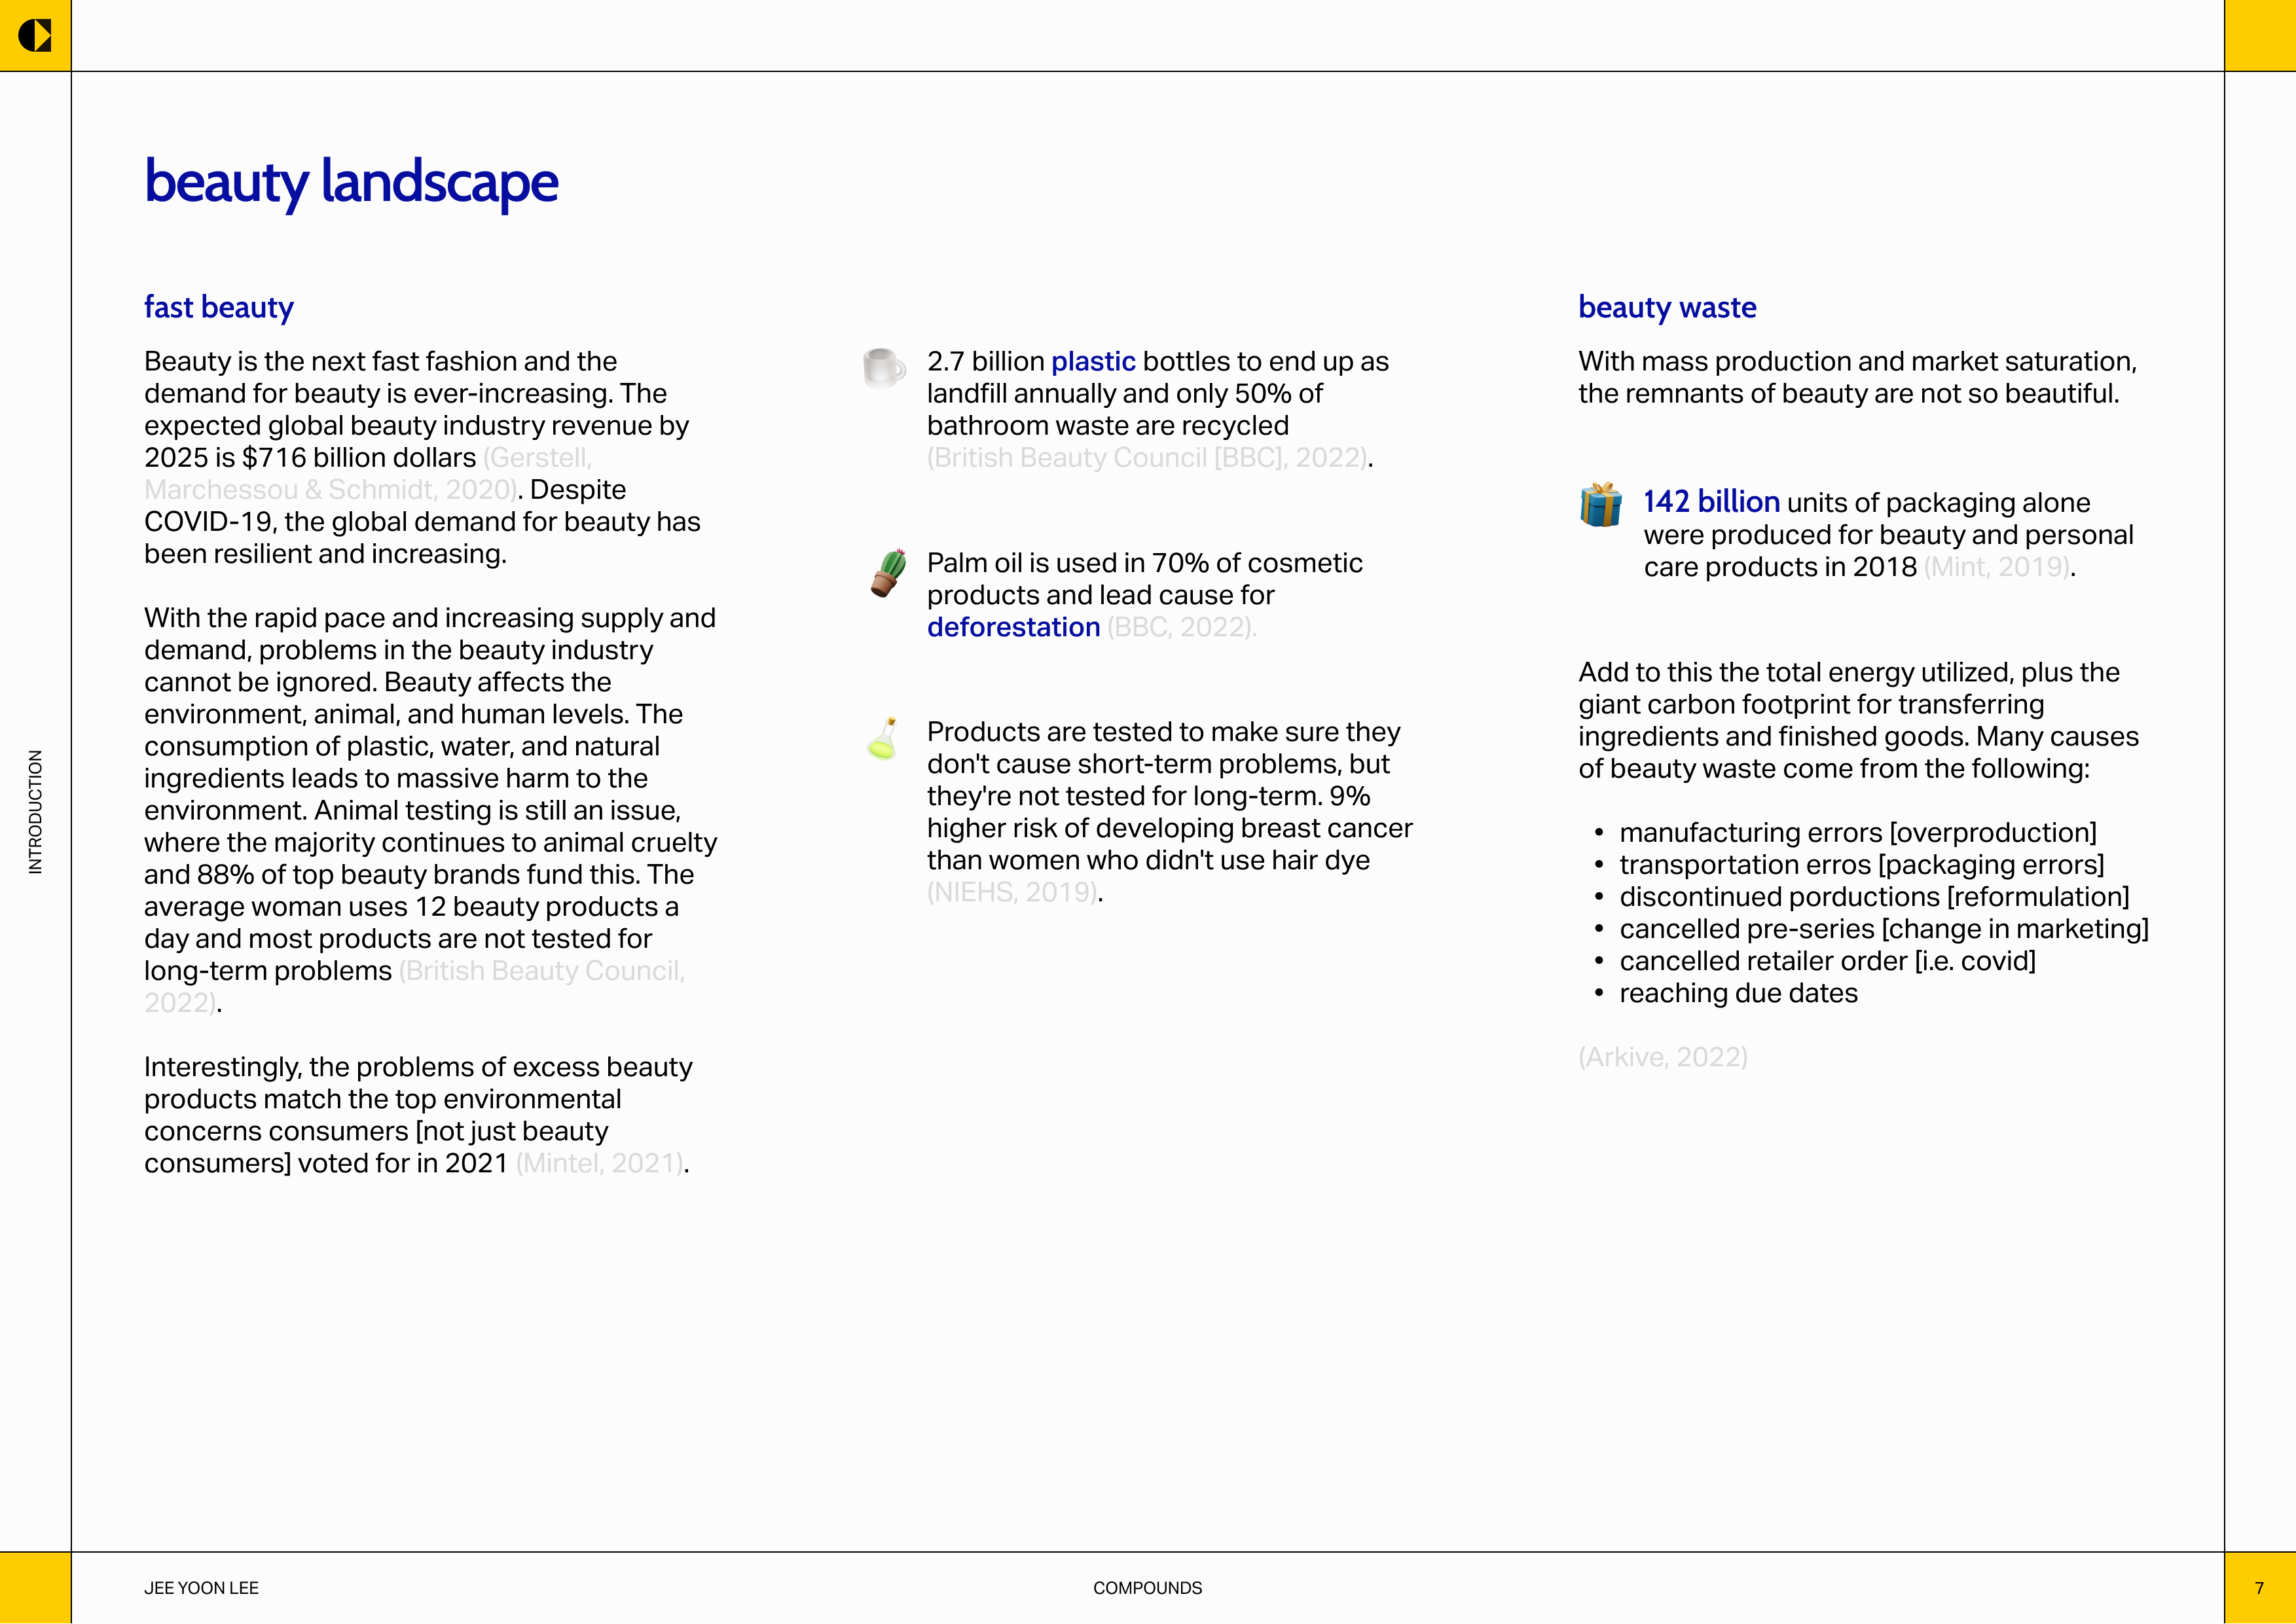 beauty landscape
fast beauty
Beauty is the next fast fashion and the
demand for beauty is ever-increasing. The
expected global beauty industry revenue by
2025 is $716 billion dollars (Gerstell,
Marchessou & Schmidt, 2020). Despite
COVID-19, the global demand for beauty has
been resilient and increasing.
With the rapid pace and increasing supply and
demand, problems in the beauty industry
cannot be ignored. Beauty affects the
environment, animal, and human levels. The
consumption of plastic, water, and natural
ingredients leads to massive harm to the
environment. Animal testing is still an issue,
where the majority continues to animal cruelty
and 88% of top beauty brands fund this. The
average woman uses 12 beauty products a
day and most products are not tested for
long-term problems (British Beauty Council,
2022).
Interestingly, the problems of excess beauty
products match the top environmental
concerns consumers [not just beauty
consumers] voted for in 2021 (Mintel, 2021).
2.7 billion plastic bottles to end up as
landfill annually and only 50% of
bathroom waste are recycled
(British Beauty Council [BBC], 2022).
Palm oil is used in 70% of cosmetic
products and lead cause for
deforestation (BBC, 2022).
Products are tested to make sure they
don't cause short-term problems, but
they're not tested for long-term. 9%
higher risk of developing breast cancer
than women who didn't use hair dye
(NIEHS, 2019).
beauty waste
With mass production and market saturation,
the remnants of beauty are not so beautiful.
142 billion units of packaging alone
were produced for beauty and personal
care products in 2018 (Mint, 2019).
Add to this the total energy utilized, plus the
giant carbon footprint for transferring
ingredients and finished goods. Many causes
of beauty waste come from the following:
• manufacturing errors [overproduction]
• transportation erros [packaging errors]
• discontinued porductions [reformulation]
• cancelled pre-series [change in marketing]
• cancelled retailer order [i.e. covid]
• reaching due dates
(Arkive, 2022)
INTRODUCTION
JEE YOON LEE
COMPOUNDS
7